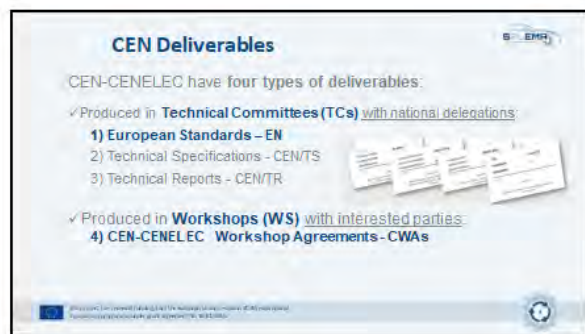 CEN Deliverables
CEN-CENELEC have four types of deliverables:
✓Produced in Technical Committees (TCs) with national delegations:
1) European Standards – EN
2) Technical Specifications - CEN/TS
3) Technical Reports - CEN/TR
✓ Produced in Workshops (WS) with interested parties:
4) CEN-CENELEC Workshop Agreements - CWAs